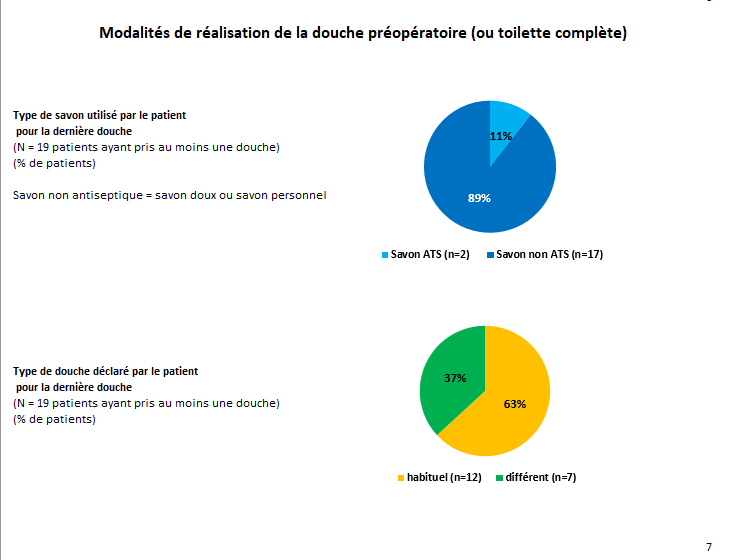 Modalités de réalisation de la douche préopératoire (ou toilette complète)
Type de savon utilisé par le patient
pour la dernière douche
(N = 19 patients ayant pris au moins une douche)
(% de patients)
Savon non antiseptique = savon doux ou savon personnel
11%
89%
Savon ATS (n=2) Savon non ATS (n=17)
Type de douche déclaré par le patient
pour la dernière douche
(N = 19 patients ayant pris au moins une douche)
(% de patients)
37%
63%
habituel (n=12) différent (n=7)
7